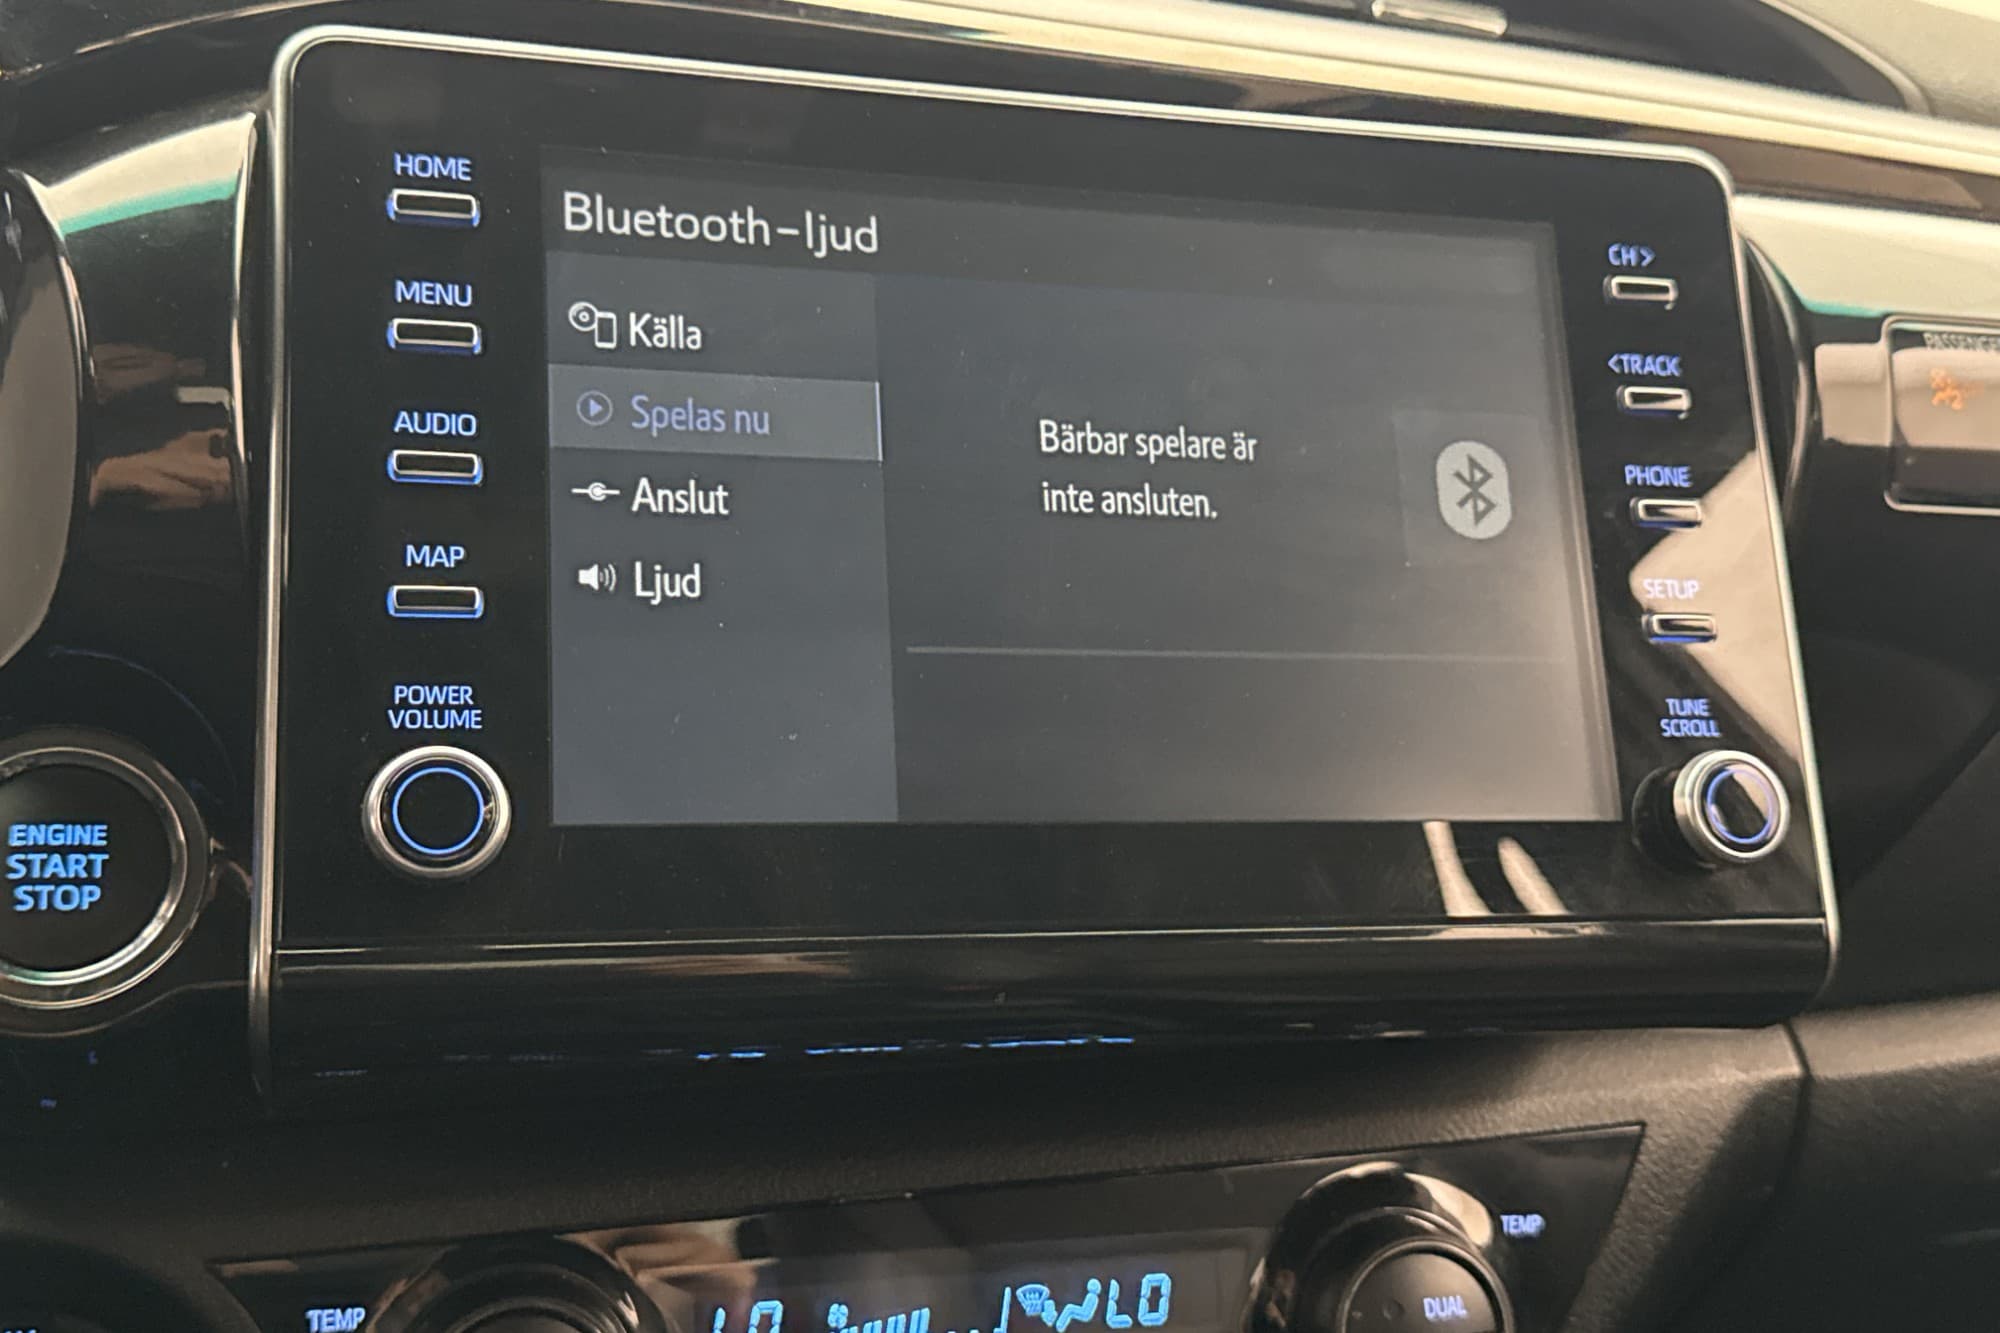 HOME
MENU
AUDIO
MAP
POWER
VOLUME
Bluetooth-ljud
Källa
Spelas nu
Anslut
Ljud
Bärbar spelare är
inte ansluten.
CH>
<TRACK
PHONE
SETUP
TUNE
SCROLL
ENGINE
START
STOP
TEMP
LO
LO
TEMP
DUAL